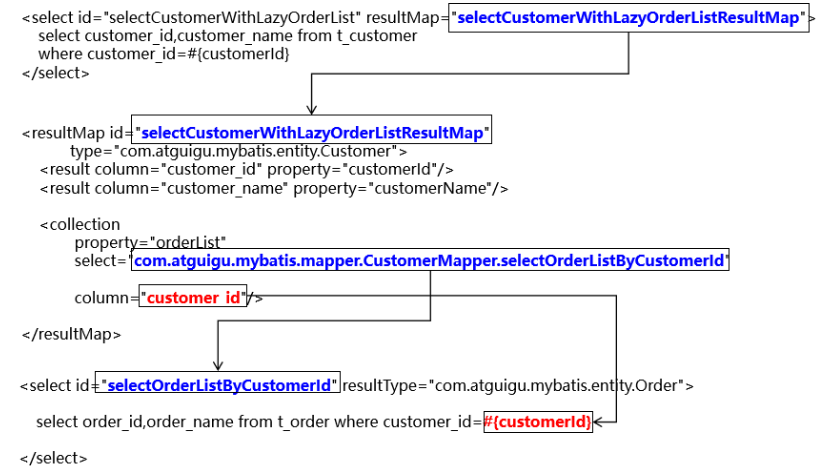 <select id="selectCustomerWithLazyOrderList" resultMap="selectCustomerWithLazyOrderListResultMap">
select customer_id,customer_name from t_customer
where customer_id=#{customerId}
</select>
<resultMap id="selectCustomerWithLazyOrderListResultMap"
type="com.atguigu.mybatis.entity.Customer">
<result column="customer_id" property="customerId"/>
<result column="customer_name" property="customerName"/>
<collection
property="orderList"
select="com.atguigu.mybatis.mapper.CustomerMapper.selectOrderListByCustomerId"
column="customer_id"/>
</resultMap>
<select id="selectOrderListByCustomerId" resultType="com.atguigu.mybatis.entity.Order">
select order_id,order_name from t_order where customer_id=#{customerId}
</select>